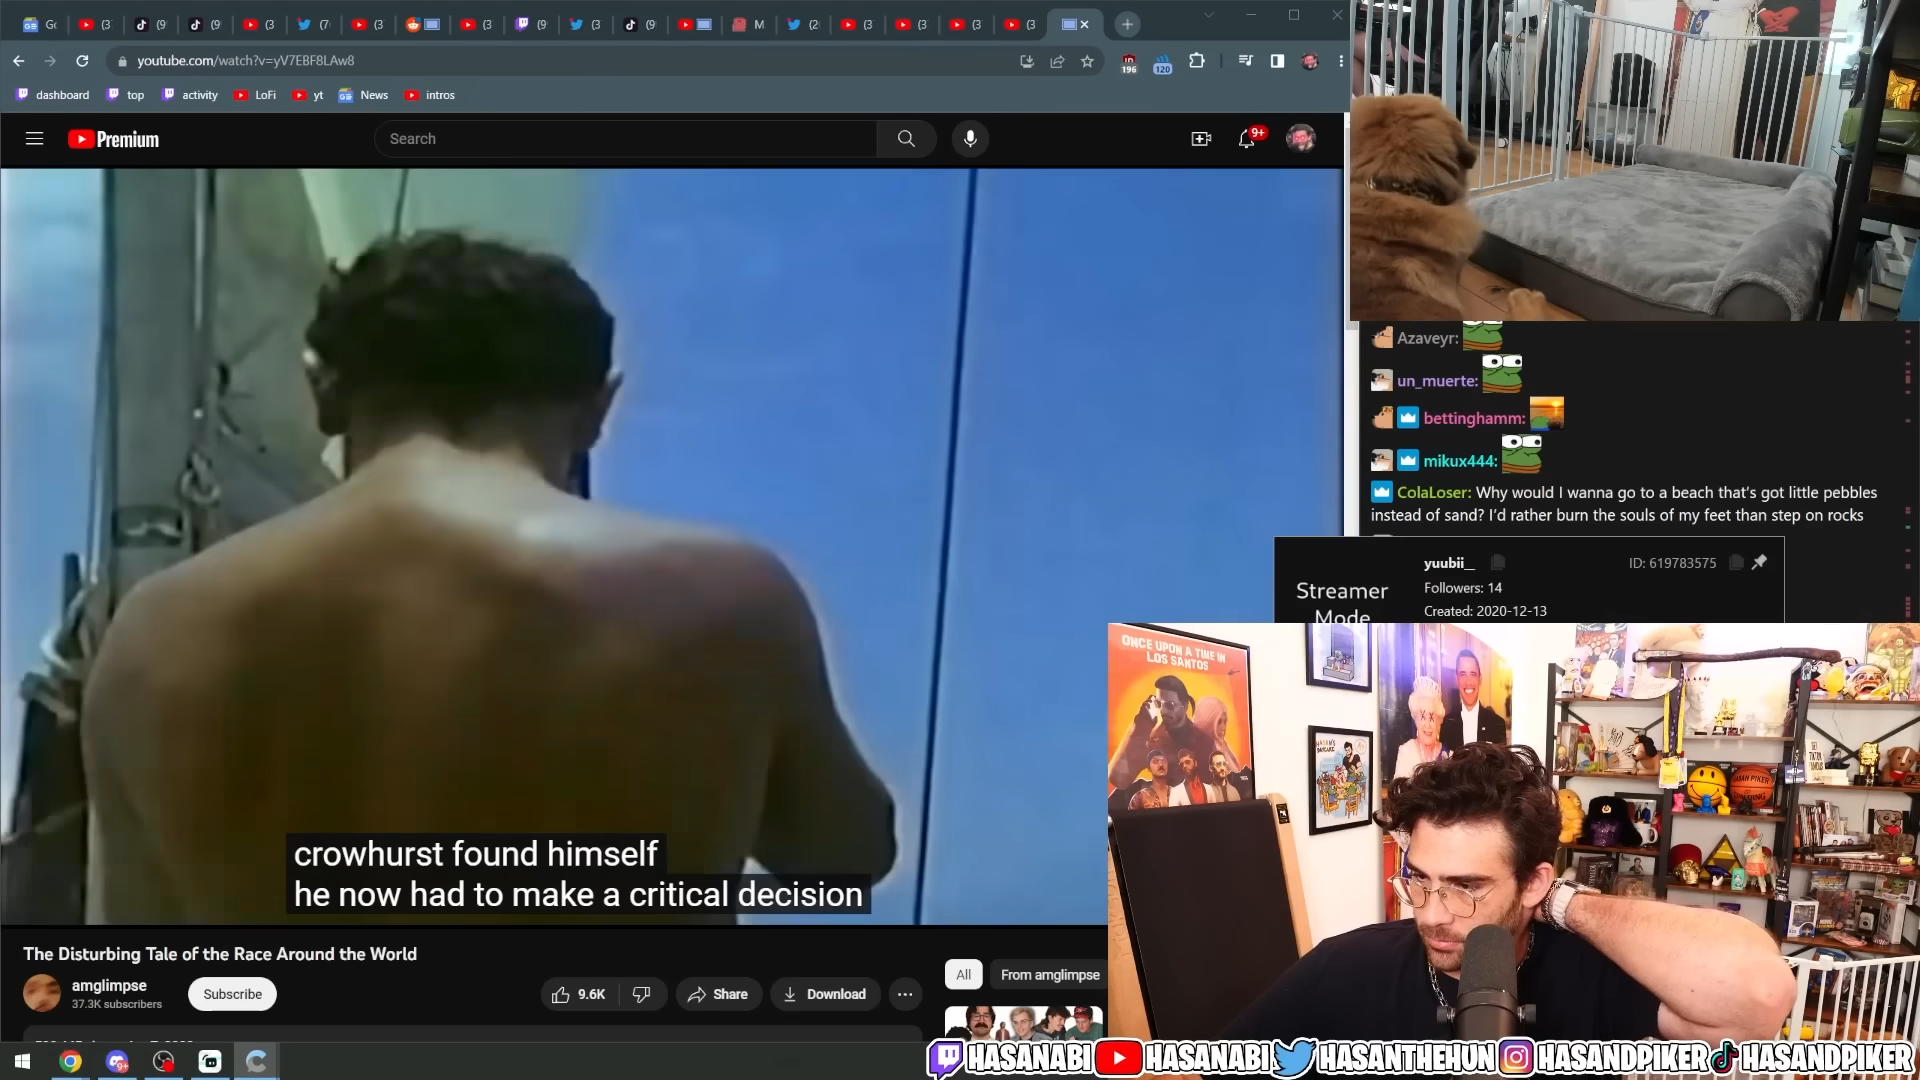 youtube.com/watch?v=yV7EBF8LAw8
196
120
dashboard
top
activity
LoFi
yt
News
intros
Premium
Search
9+
crowhurst found himself
he now had to make a critical decision
The Disturbing Tale of the Race Around the World
amglimpse
37.3K subscribers
Subscribe
9.6K
Share
Download
All
From amglimpse
Azaveyr:
un_muerte:
bettinghamm:
mikux444:
ColaLoser: Why would I wanna go to a beach that's got little pebbles
instead of sand? I'd rather burn the souls of my feet than step on rocks
Streamer
Mode
yuubii__
ID: 619783575
Followers: 14
Created: 2020-12-13
ONCE UPON A TIME IN
LOS SANTOS
HASANABI
HASANABI
HASANTHEHUN
HASANDPIKER
HASANDPIKER